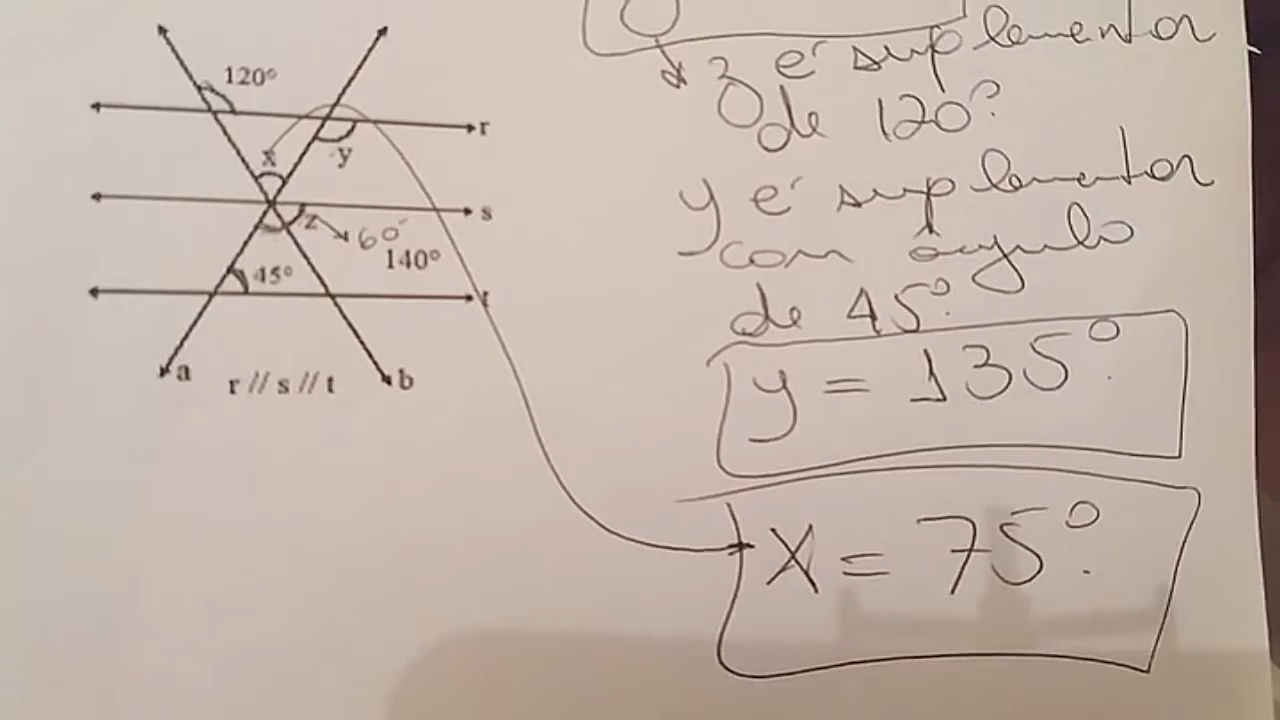 120°
r
x
y
s
z
60°
140°
45°
t
a
r // s // t
b
z é suplementar
de 120°.
y é suplementar
com ângulo
de 45°.
y = 135°.
x = 75°.